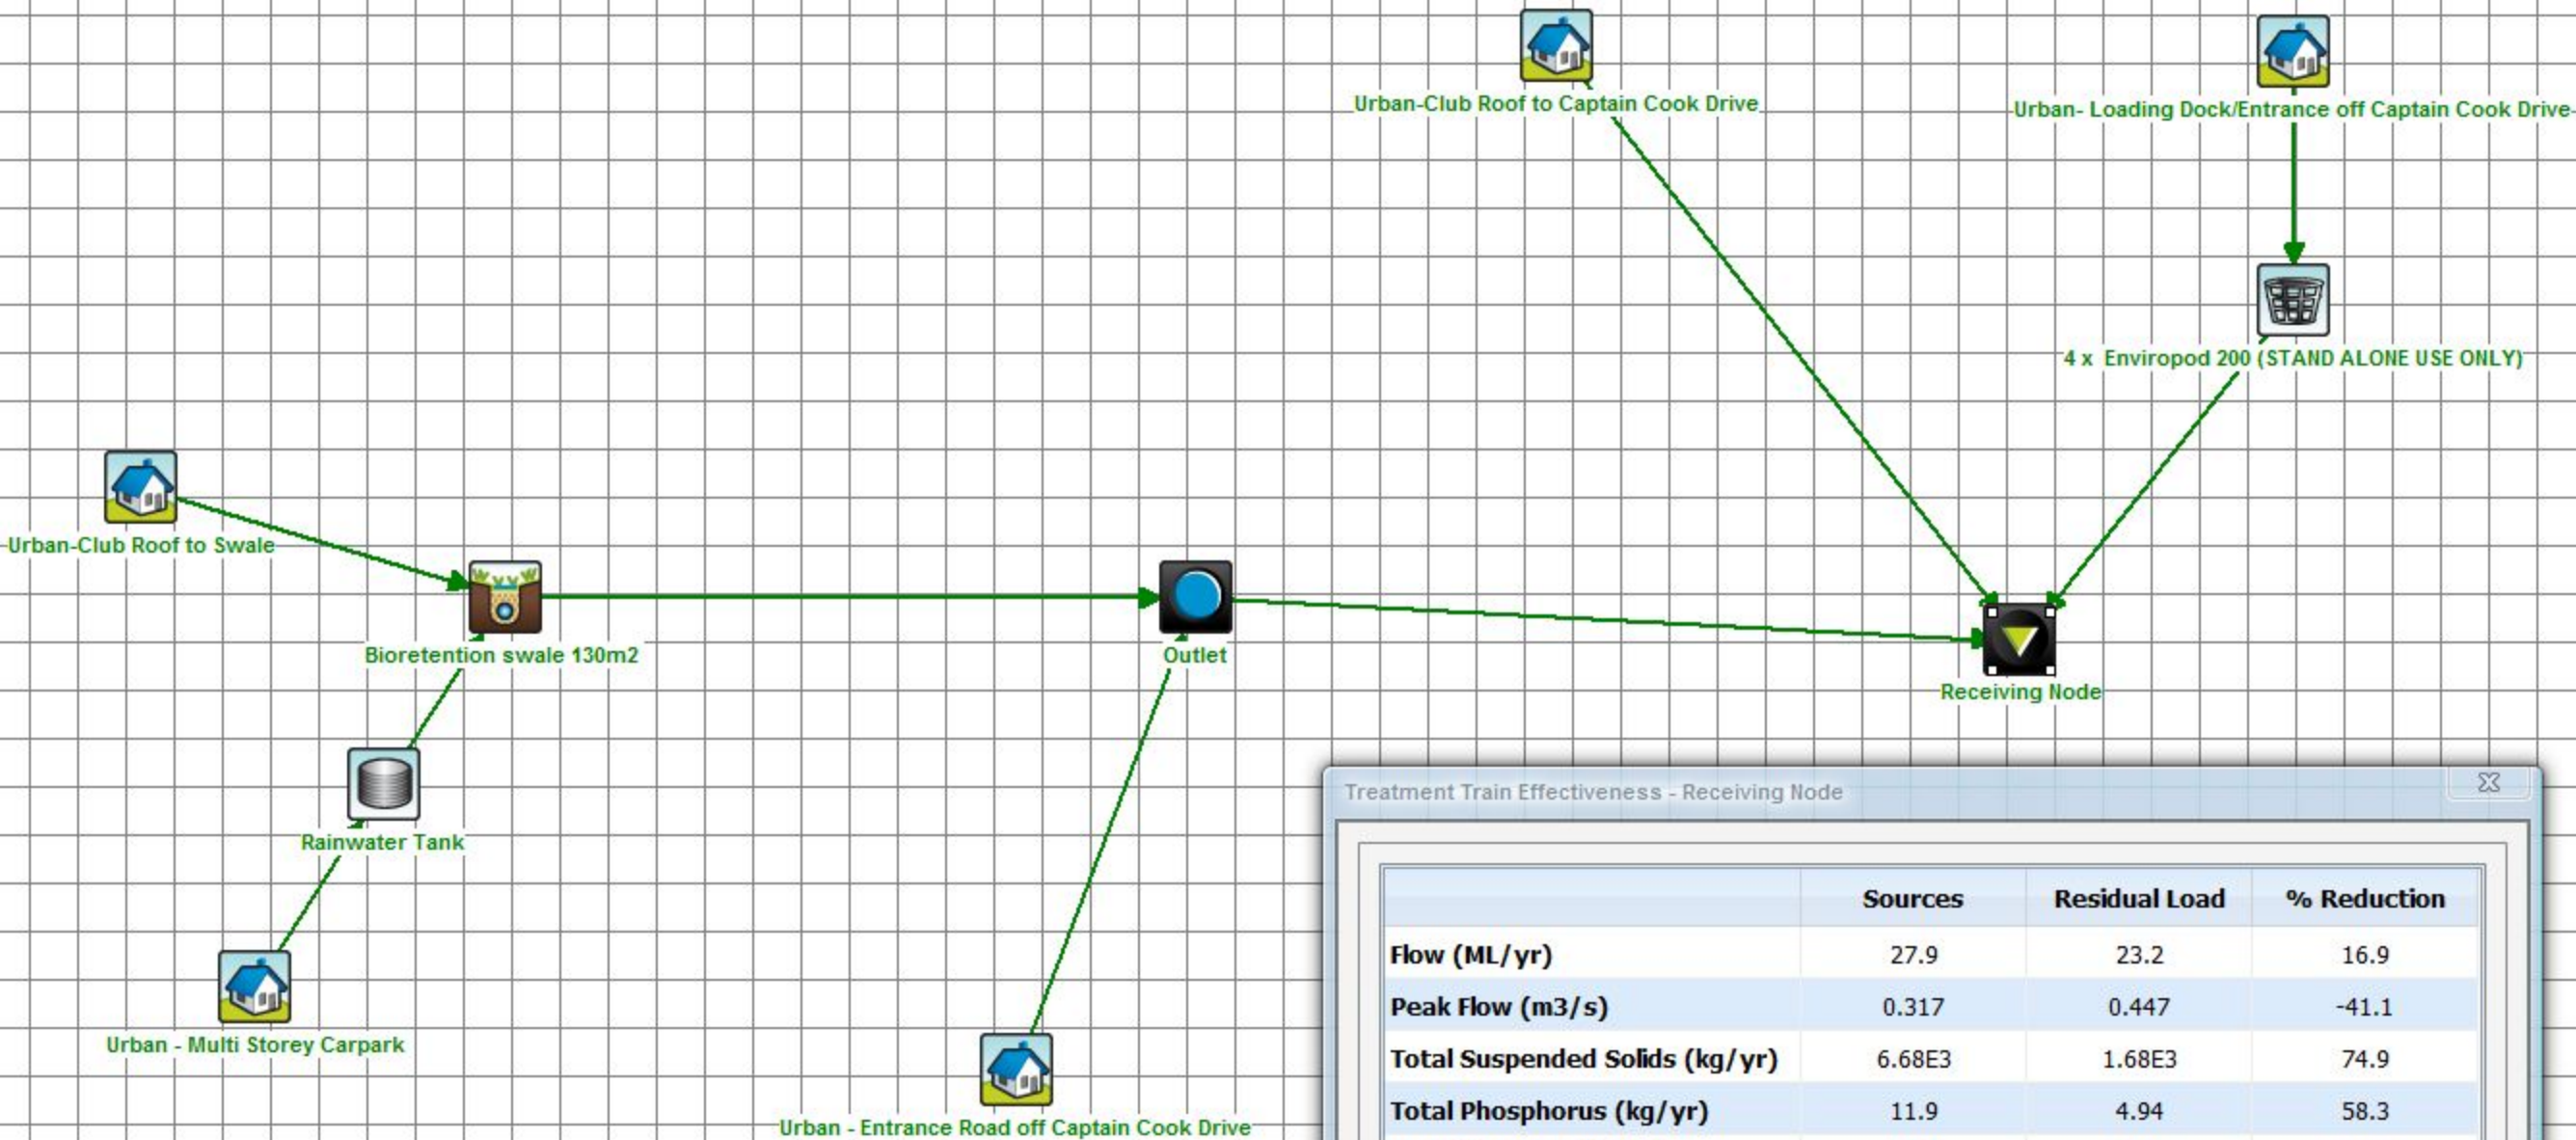 Urban-Club Roof to Captain Cook Drive
Urban- Loading Dock/Entrance off Captain Cook Drive
4 x Enviropod 200 (STAND ALONE USE ONLY)
Urban-Club Roof to Swale
Bioretention swale 130m2
Outlet
Receiving Node
Rainwater Tank
Urban - Multi Storey Carpark
Urban - Entrance Road off Captain Cook Drive
Treatment Train Effectiveness - Receiving Node
Sources Residual Load % Reduction
Flow (ML/yr) 27.9 23.2 16.9
Peak Flow (m3/s) 0.317 0.447 -41.1
Total Suspended Solids (kg/yr) 6.68E3 1.68E3 74.9
Total Phosphorus (kg/yr) 11.9 4.94 58.3